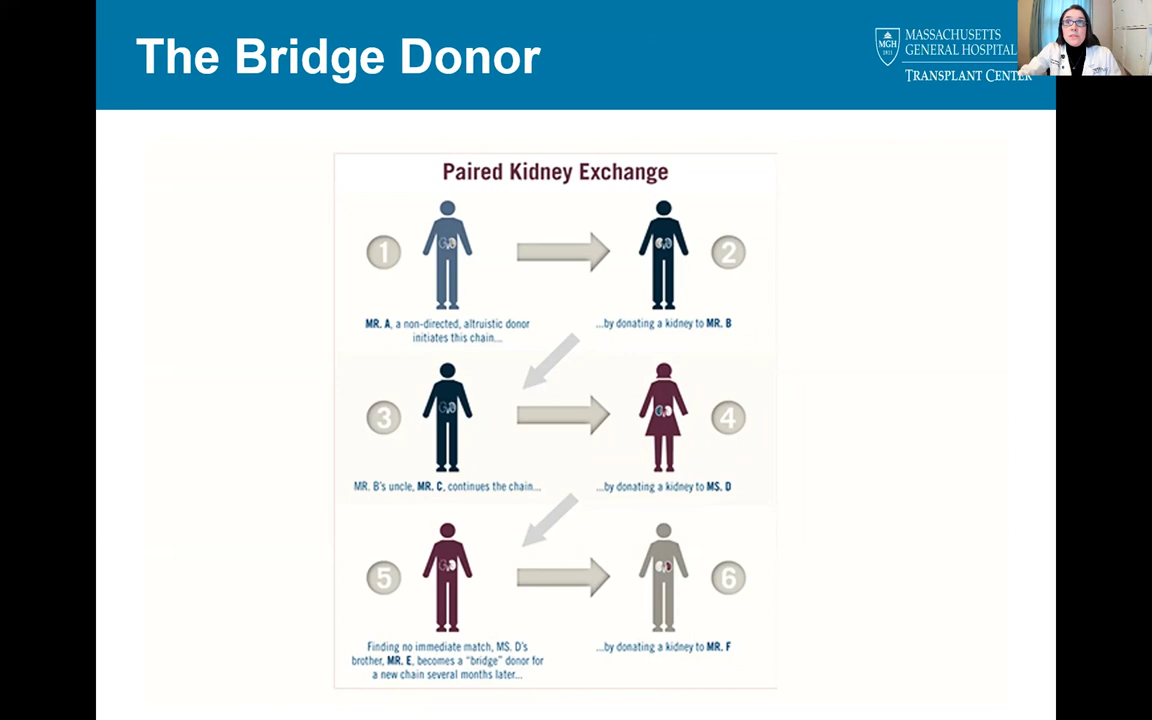 The Bridge Donor
MGH
1811
MASSACHUSETTS
GENERAL HOSPITAL
TRANSPLANT CENTER
Paired Kidney Exchange
1
2
MR. A, a non-directed, altruistic donor
initiates this chain...
...by donating a kidney to MR. B
3
4
MR. B's uncle, MR. C, continues the chain...
...by donating a kidney to MS. D
5
6
Finding no immediate match, MS. D's
brother, MR. E, becomes a "bridge" donor for
a new chain several months later...
...by donating a kidney to MR. F